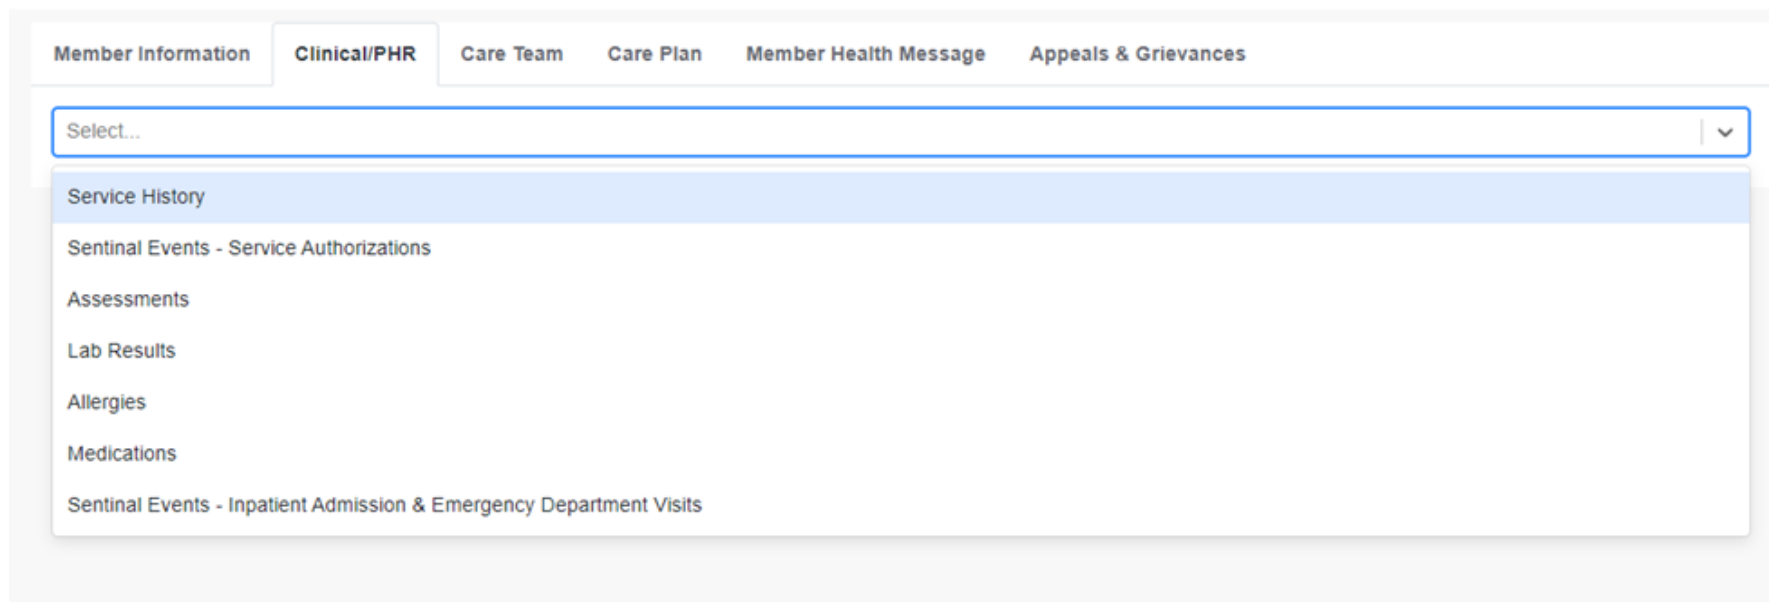 Member Information Clinical/PHR Care Team Care Plan Member Health Message Appeals & Grievances
Select...
Service History
Sentinal Events - Service Authorizations
Assessments
Lab Results
Allergies
Medications
Sentinal Events - Inpatient Admission & Emergency Department Visits